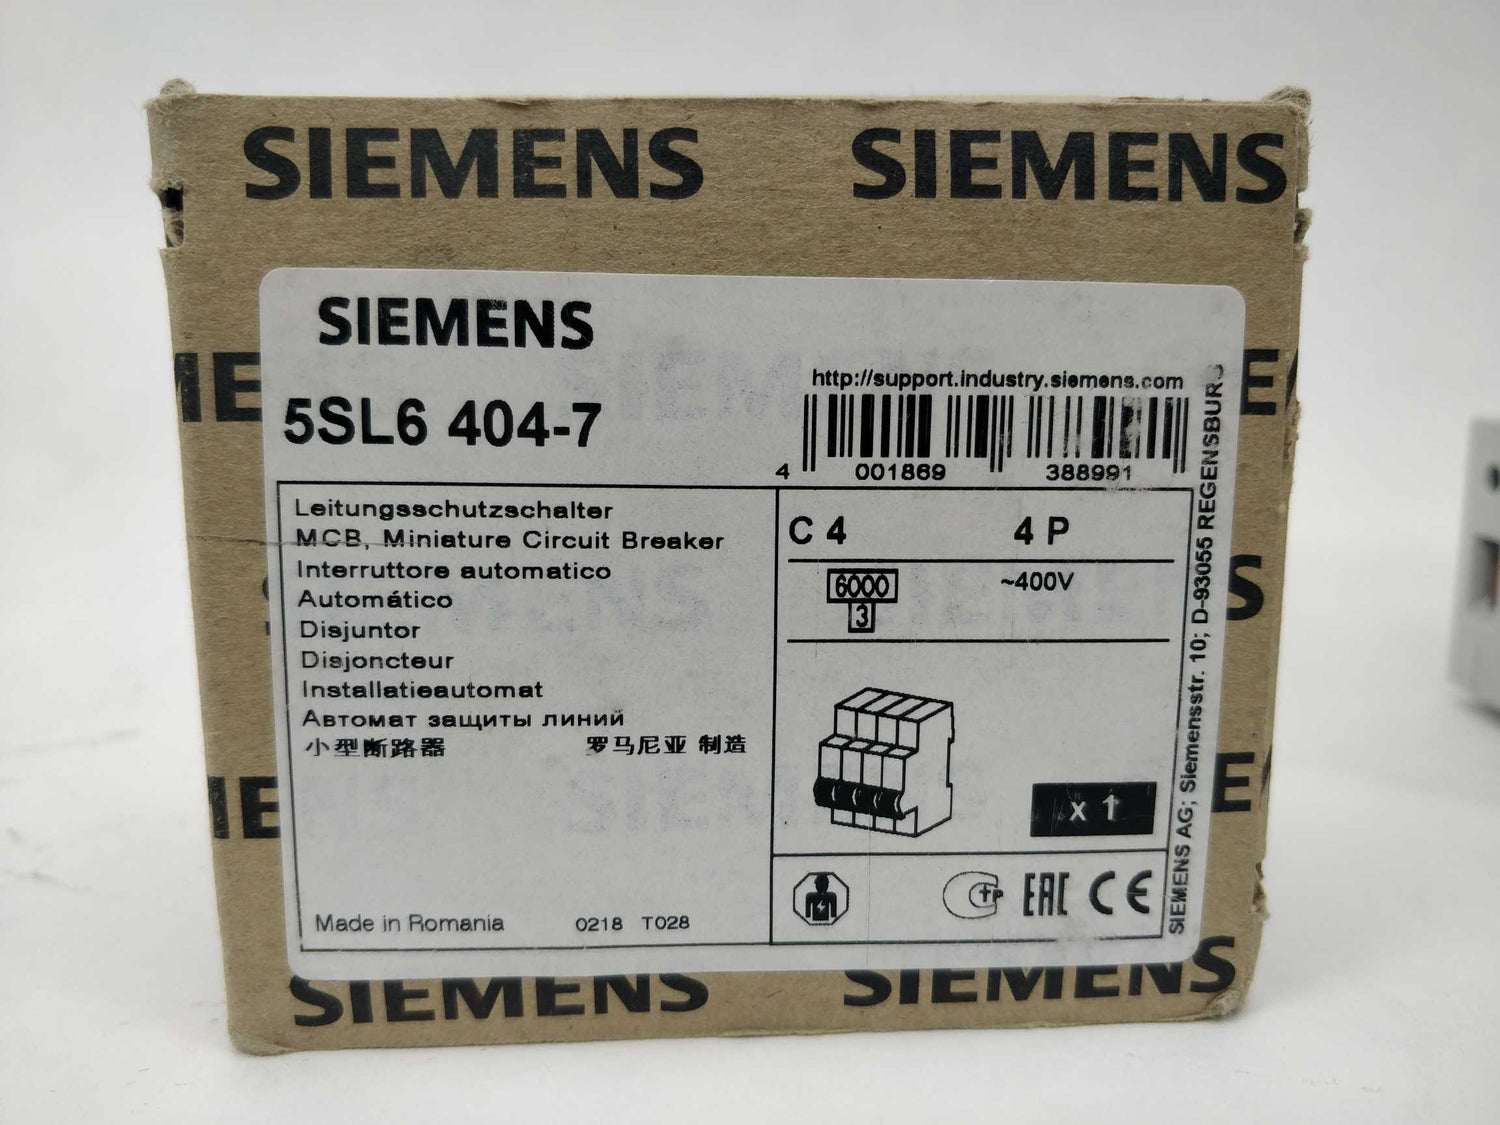 SIEMENS SIEMENS
SIEMENS
5SL6 404-7
http://support.industry.siemens.com
4 001869 388991
Leitungsschutzschalter
MCB, Miniature Circuit Breaker
Interruttore automatico
Automático
Disjuntor
Disjoncteur
Installatieautomat
Автомат защиты линий
小型断路器 罗马尼亚 制造
Made in Romania 0218 T028
C 4 4 P
6000 ~400V
3
x 1
EAC CE
SIEMENS AG; Siemensstr. 10; D-93055 REGENSBURG
SIEMENS SIEMENS